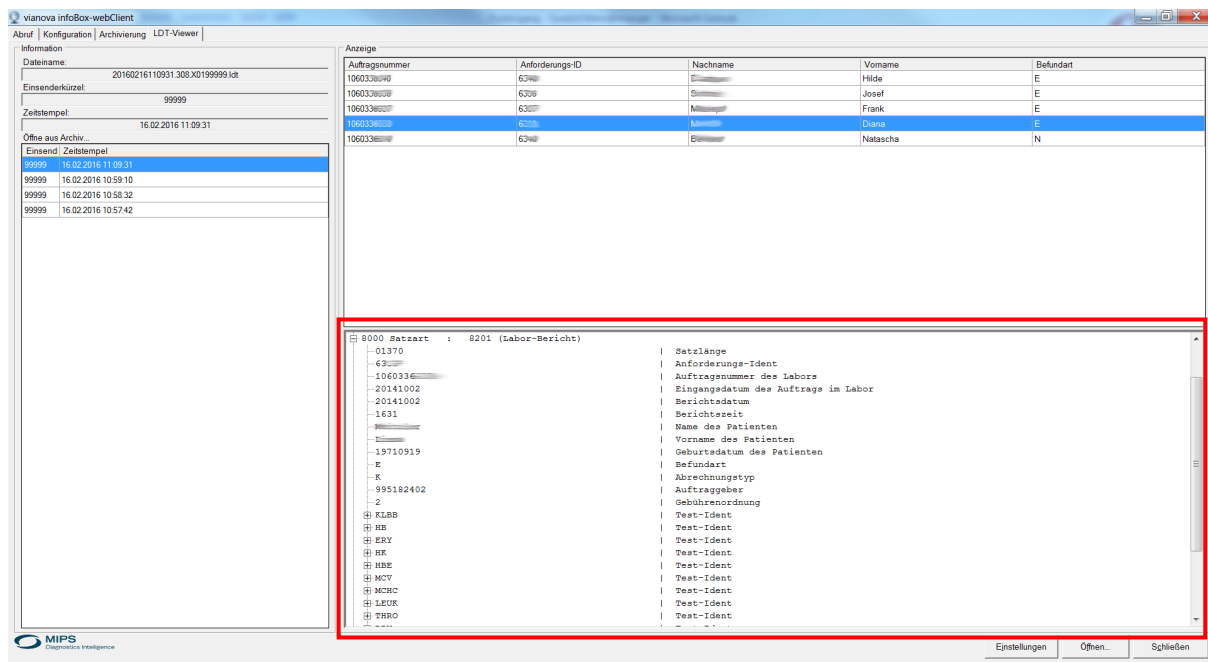 vianova infoBox-webClient
Abruf Konfiguration Archivierung LDT-Viewer
Information
Dateiname:
20160216110931.308.X0199999.ldt
Einsenderkürzel:
99999
Zeitstempel:
16.02.2016 11:09:31
Öffne aus Archiv...
Einsend Zeitstempel
99999 16.02.2016 11:09:31
99999 16.02.2016 10:59:10
99999 16.02.2016 10:58:32
99999 16.02.2016 10:57:42
Anzeige
Auftragsnummer Anforderungs-ID Nachname Vorname Befundart
Hilde E
Josef E
Frank E
Diana E
Natascha N
8000 Satzart : 8201 (Labor-Bericht)
01370 | Satzlänge
| Anforderungs-Ident
| Auftragsnummer des Labors
20141002 | Eingangsdatum des Auftrags im Labor
20141002 | Berichtsdatum
1631 | Berichtszeit
| Name des Patienten
| Vorname des Patienten
19710919 | Geburtsdatum des Patienten
E | Befundart
K | Abrechnungstyp
995182402 | Auftraggeber
2 | Gebührenordnung
KLBB | Test-Ident
HB | Test-Ident
ERY | Test-Ident
HK | Test-Ident
HBE | Test-Ident
MCV | Test-Ident
MCHC | Test-Ident
LEUK | Test-Ident
THRO | Test-Ident
MIPS
Diagnostics Intelligence
Einstellungen Öffnen... Schließen